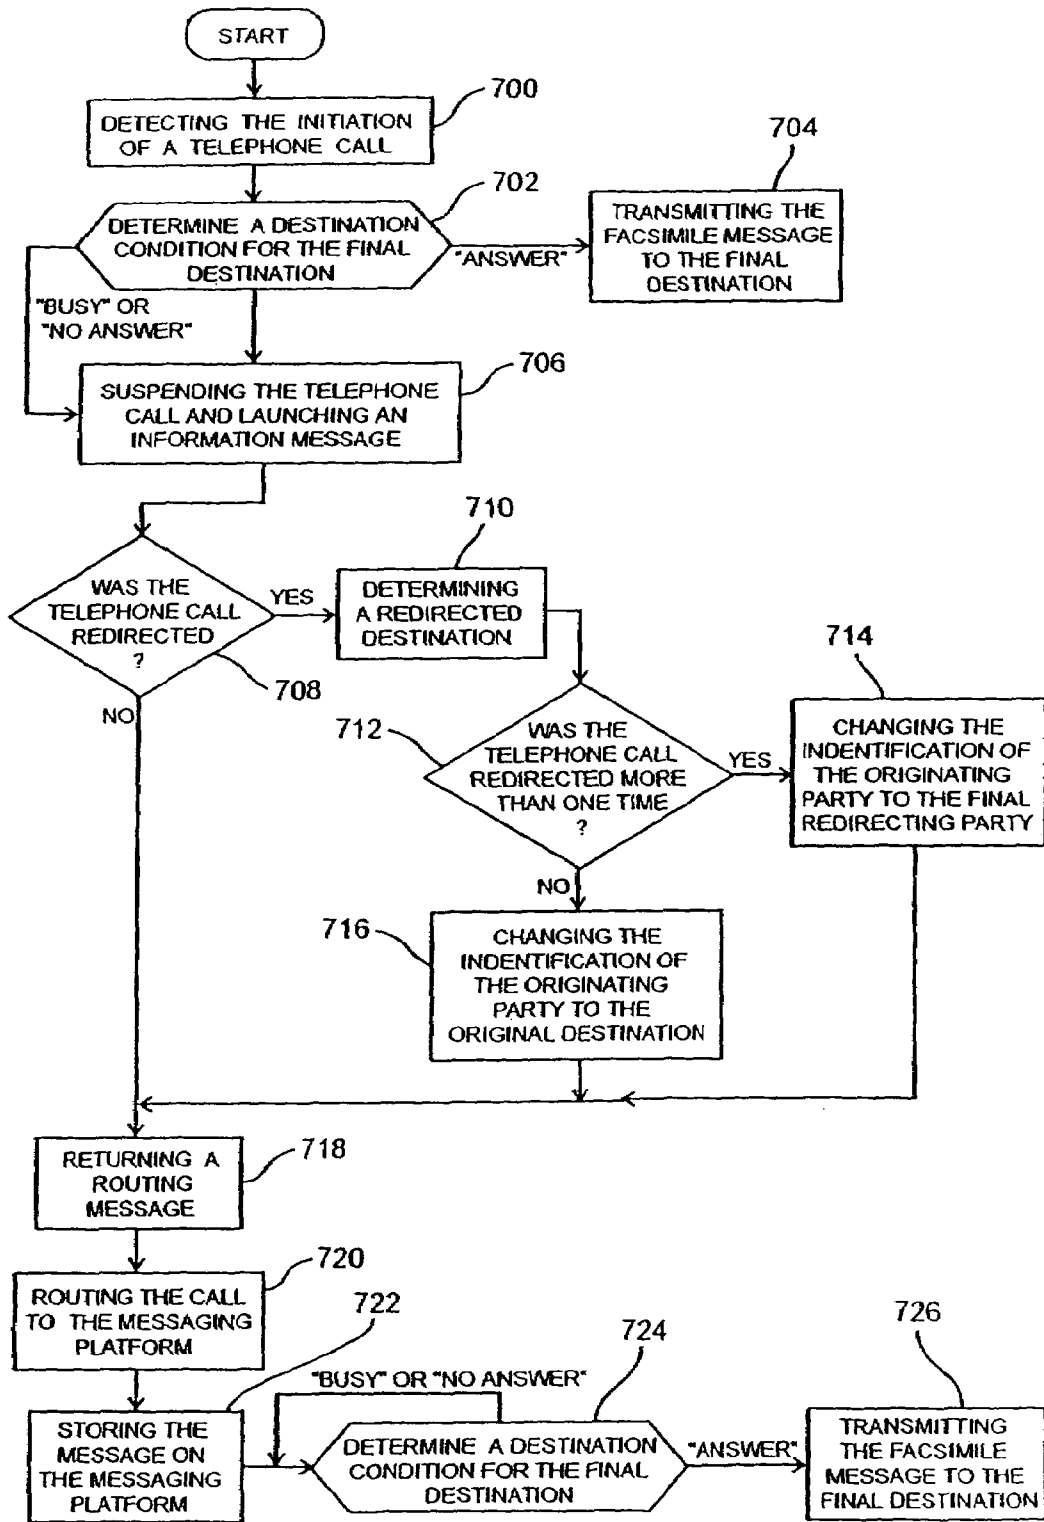 START
700
DETECTING THE INITIATION
OF A TELEPHONE CALL
702
DETERMINE A DESTINATION
CONDITION FOR THE FINAL
DESTINATION
"ANSWER"
704
TRANSMITTING THE
FACSIMILE MESSAGE
TO THE FINAL
DESTINATION
"BUSY" OR
"NO ANSWER"
706
SUSPENDING THE TELEPHONE
CALL AND LAUNCHING AN
INFORMATION MESSAGE
WAS THE
TELEPHONE CALL
REDIRECTED
?
708
YES
NO
710
DETERMINING
A REDIRECTED
DESTINATION
712
WAS THE
TELEPHONE CALL
REDIRECTED MORE
THAN ONE TIME
?
YES
NO
714
CHANGING THE
INDENTIFICATION OF
THE ORIGINATING
PARTY TO THE FINAL
REDIRECTING PARTY
716
CHANGING THE
INDENTIFICATION OF
THE ORIGINATING
PARTY TO THE
ORIGINAL DESTINATION
718
RETURNING A
ROUTING
MESSAGE
720
ROUTING THE CALL
TO THE MESSAGING
PLATFORM
722
STORING THE
MESSAGE ON
THE MESSAGING
PLATFORM
"BUSY" OR "NO ANSWER"
724
DETERMINE A DESTINATION
CONDITION FOR THE FINAL
DESTINATION
"ANSWER"
726
TRANSMITTING
THE FACSIMILE
MESSAGE TO THE
FINAL DESTINATION